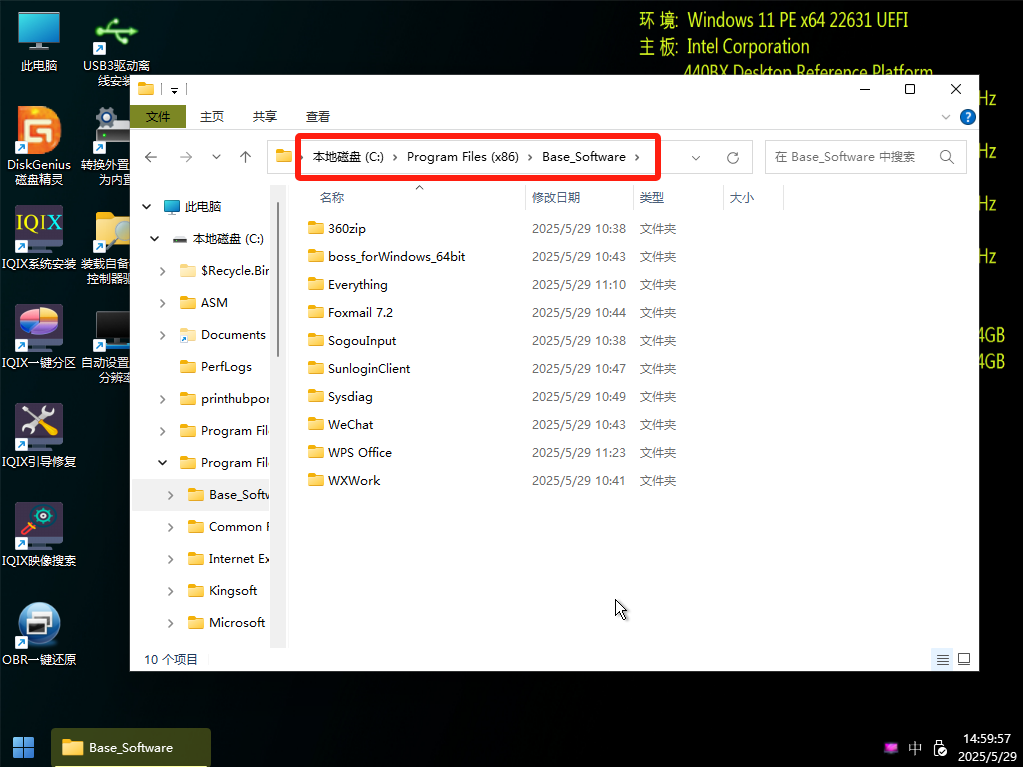 环 境: Windows 11 PE x64 22631 UEFI
主 板: Intel Corporation
440BX Desktop Reference Platform
Hz
Hz
Hz
Hz
4GB
4GB
此电脑
USB3驱动离
线安装
DiskGenius
磁盘精灵
转换外置
为内置
IQIX
IQIX系统安装
装载自备
控制器驱
IQIX一键分区
自动设置
分辨率
IQIX引导修复
IQIX映像搜索
OBR一键还原
文件 主页 共享 查看
本地磁盘 (C:) Program Files (x86) Base_Software
在 Base_Software 中搜索
此电脑
本地磁盘 (C:)
$Recycle.Bir
ASM
Documents
PerfLogs
printhubpor
Program File
Program File
Base_Softw
Common F
Internet Ex
Kingsoft
Microsoft
名称 修改日期 类型 大小
360zip 2025/5/29 10:38 文件夹
boss_forWindows_64bit 2025/5/29 10:43 文件夹
Everything 2025/5/29 11:10 文件夹
Foxmail 7.2 2025/5/29 10:44 文件夹
SogouInput 2025/5/29 10:38 文件夹
SunloginClient 2025/5/29 10:47 文件夹
Sysdiag 2025/5/29 10:49 文件夹
WeChat 2025/5/29 10:43 文件夹
WPS Office 2025/5/29 11:23 文件夹
WXWork 2025/5/29 10:41 文件夹
10 个项目
Base_Software
中
14:59:57
2025/5/29